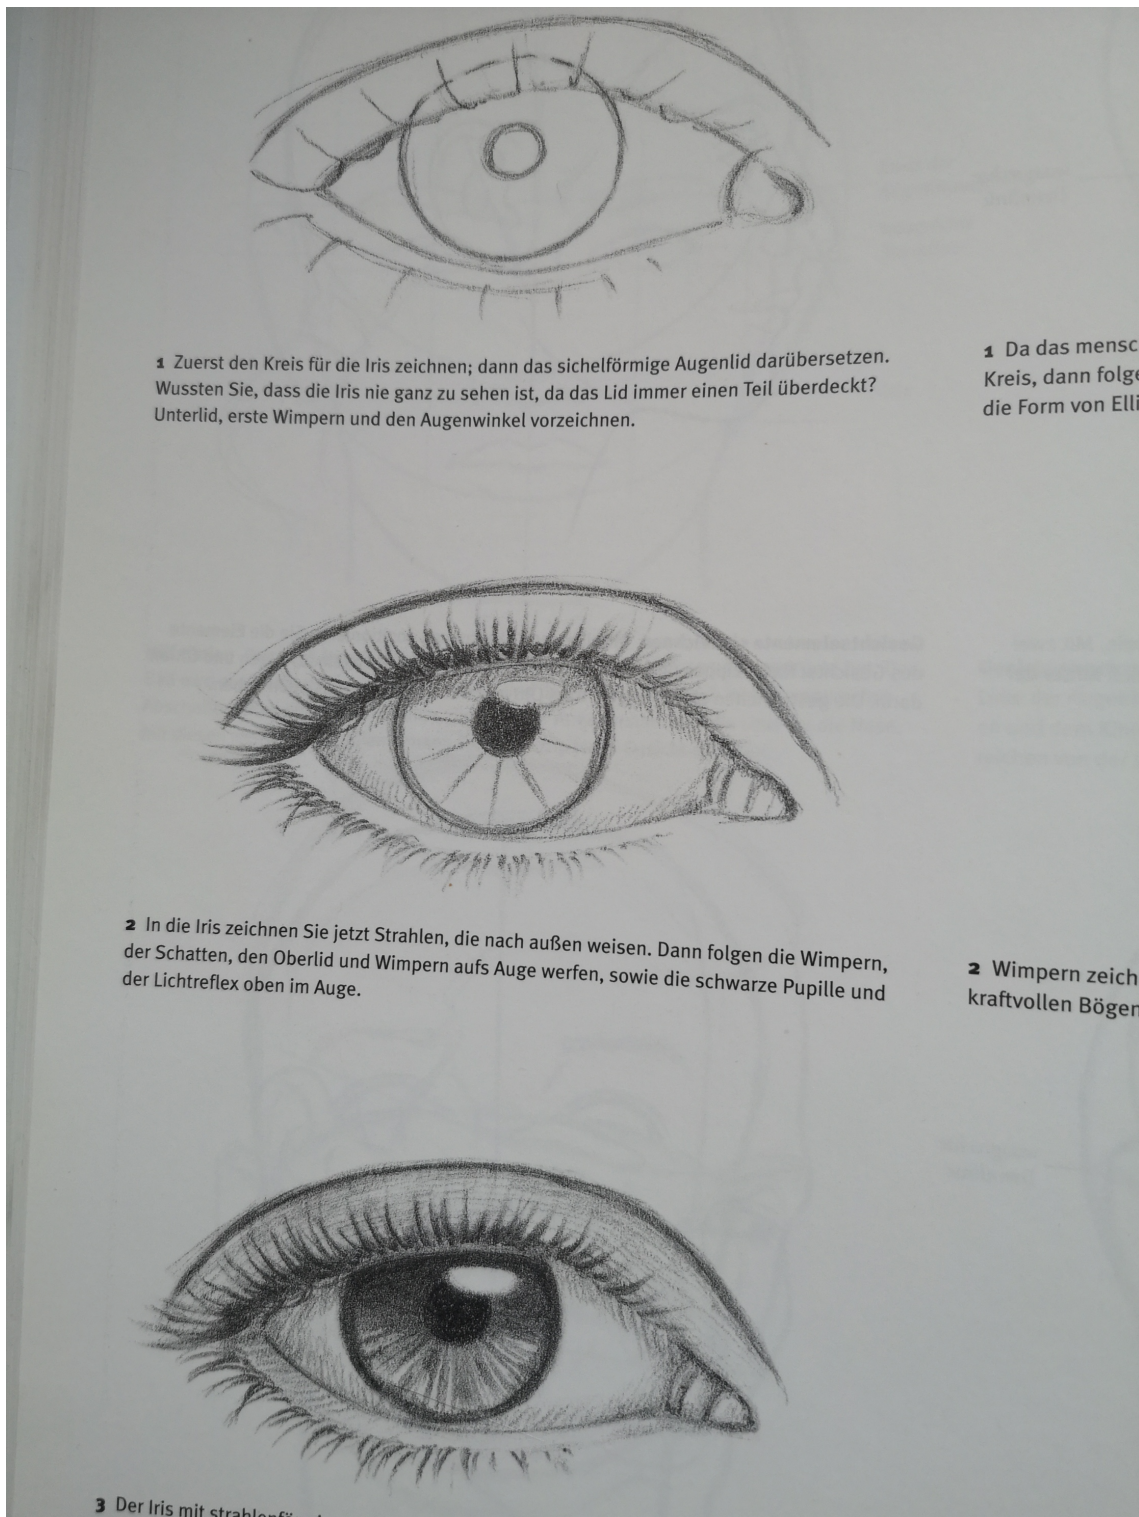 1 Zuerst den Kreis für die Iris zeichnen; dann das sichelförmige Augenlid darübersetzen.
Wussten Sie, dass die Iris nie ganz zu sehen ist, da das Lid immer einen Teil überdeckt?
Unterlid, erste Wimpern und den Augenwinkel vorzeichnen.
1 Da das mensc
Kreis, dann folge
die Form von Elli
2 In die Iris zeichnen Sie jetzt Strahlen, die nach außen weisen. Dann folgen die Wimpern,
der Schatten, den Oberlid und Wimpern aufs Auge werfen, sowie die schwarze Pupille und
der Lichtreflex oben im Auge.
2 Wimpern zeich
kraftvollen Bögen
3 Der Iris mit